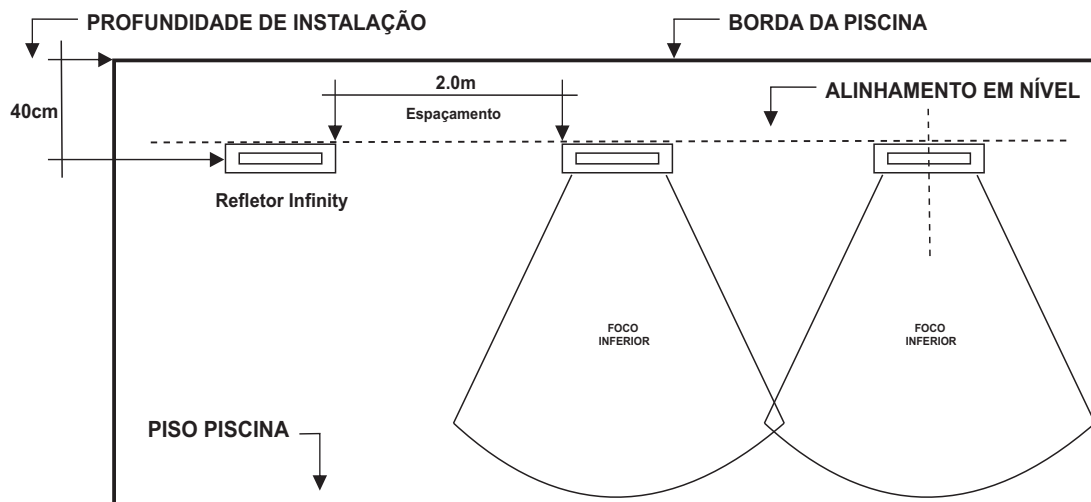 PROFUNDIDADE DE INSTALAÇÃO
BORDA DA PISCINA
2.0m
Espaçamento
ALINHAMENTO EM NÍVEL
40cm
Refletor Infinity
FOCO
INFERIOR
FOCO
INFERIOR
PISO PISCINA